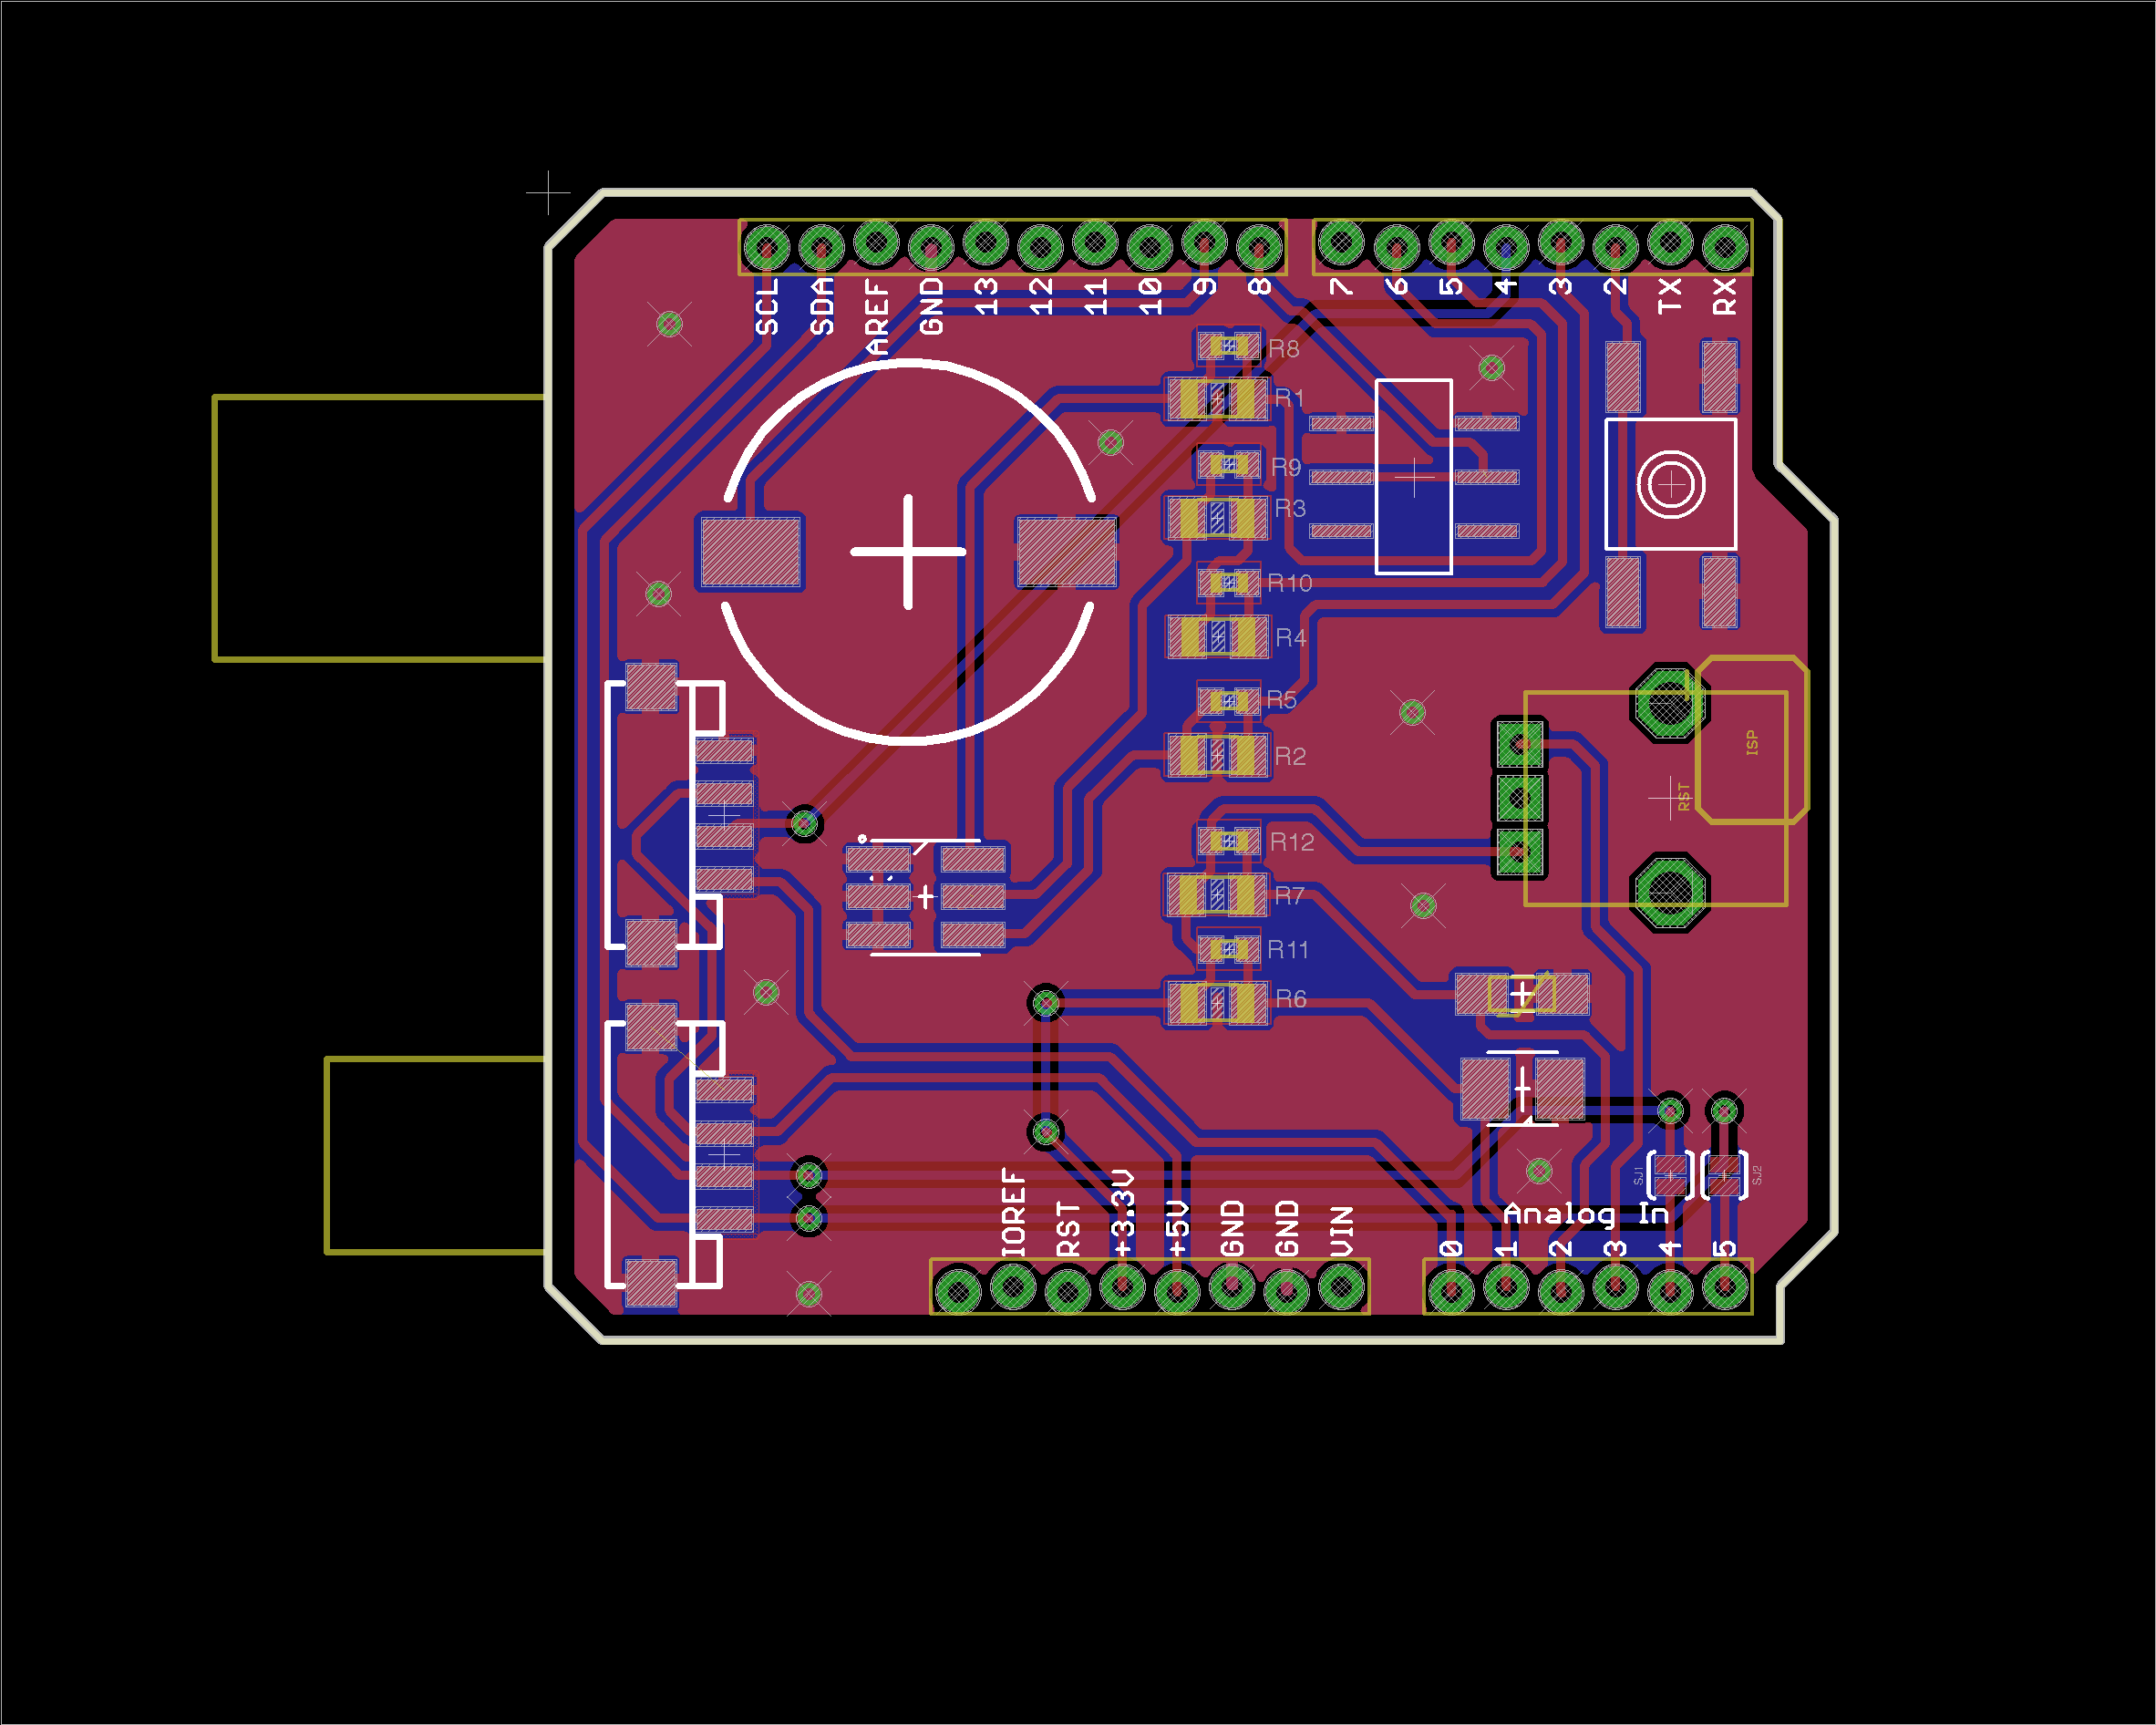 SCL
SDA
AREF
GND
13
12
11
10
9
8
7
6
5
4
3
2
TX
RX
R8
R1
R9
R3
R10
R4
R5
R2
R12
R7
R11
R6
ISP
RST
SJ1
SJ2
IOREF
RST
+3.3V
+5V
GND
GND
VIN
Analog In
0
1
2
3
4
5